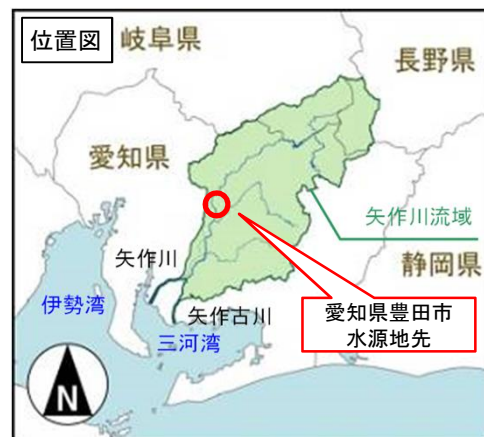 位置図
岐阜県
長野県
愛知県
矢作川流域
矢作川
静岡県
伊勢湾
矢作古川
愛知県豊田市
水源地先
三河湾
N